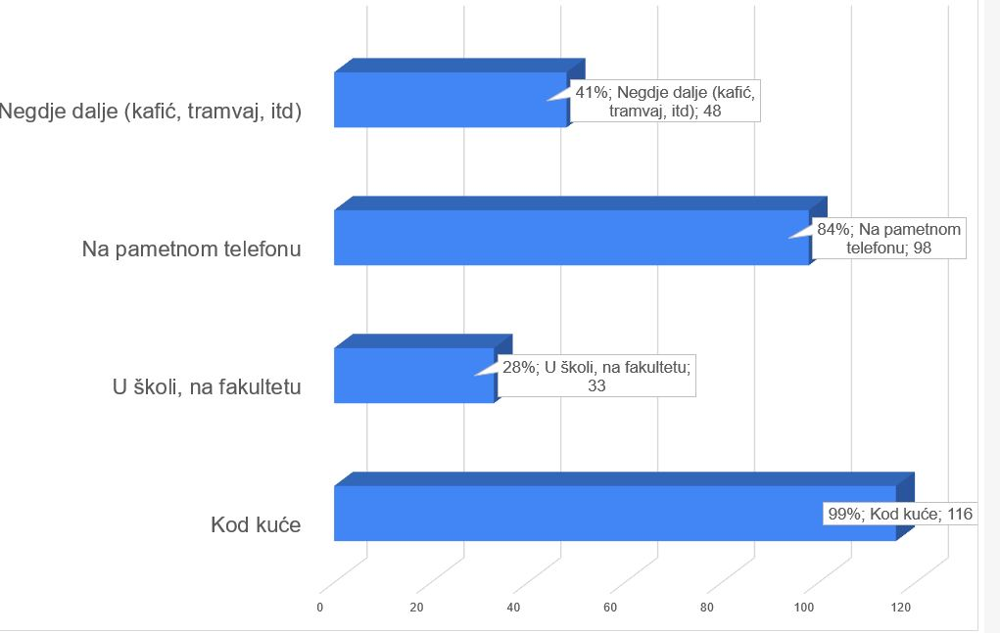 Negdje dalje (kafić, tramvaj, itd)
41%; Negdje dalje (kafić,
tramvaj, itd); 48
Na pametnom telefonu
84%; Na pametnom
telefonu; 98
U školi, na fakultetu
28%; U školi, na fakultetu;
33
Kod kuće
99%; Kod kuće; 116
0 20 40 60 80 100 120